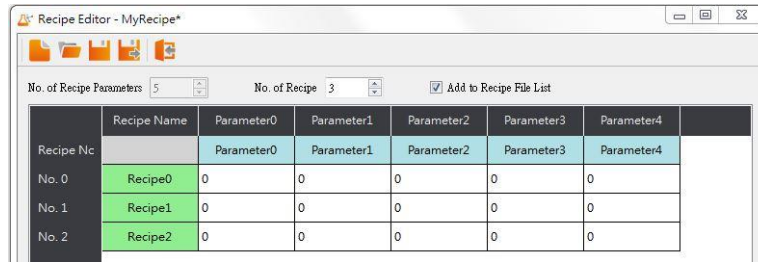 Recipe Editor - MyRecipe*
No. of Recipe Parameters 5 No. of Recipe 3 Add to Recipe File List
Recipe Name Parameter0 Parameter1 Parameter2 Parameter3 Parameter4
Recipe Nc Parameter0 Parameter1 Parameter2 Parameter3 Parameter4
No. 0 Recipe0 0 0 0 0 0
No. 1 Recipe1 0 0 0 0 0
No. 2 Recipe2 0 0 0 0 0